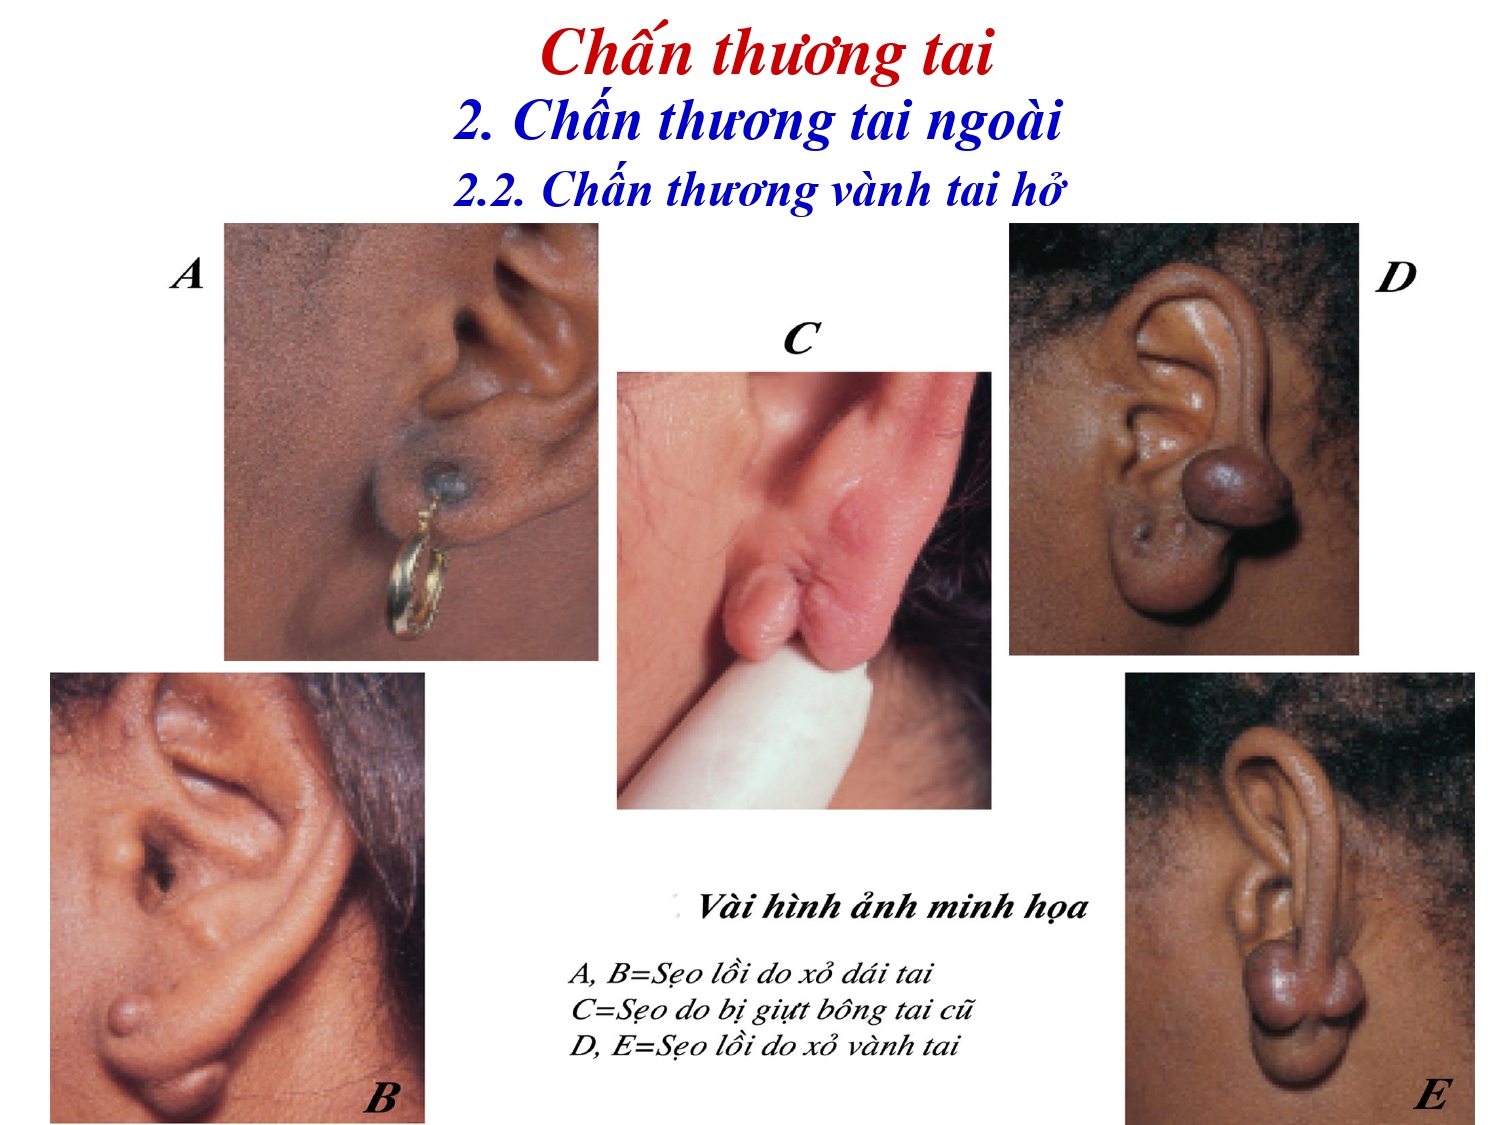 Chấn thương tai
2. Chấn thương tai ngoài
2.2. Chấn thương vành tai hở
A
D
C
B
E
Vài hình ảnh minh họa
A, B=Sẹo lồi do xỏ dái tai
C=Sẹo do bị giựt bông tai cũ
D, E=Sẹo lồi do xỏ vành tai